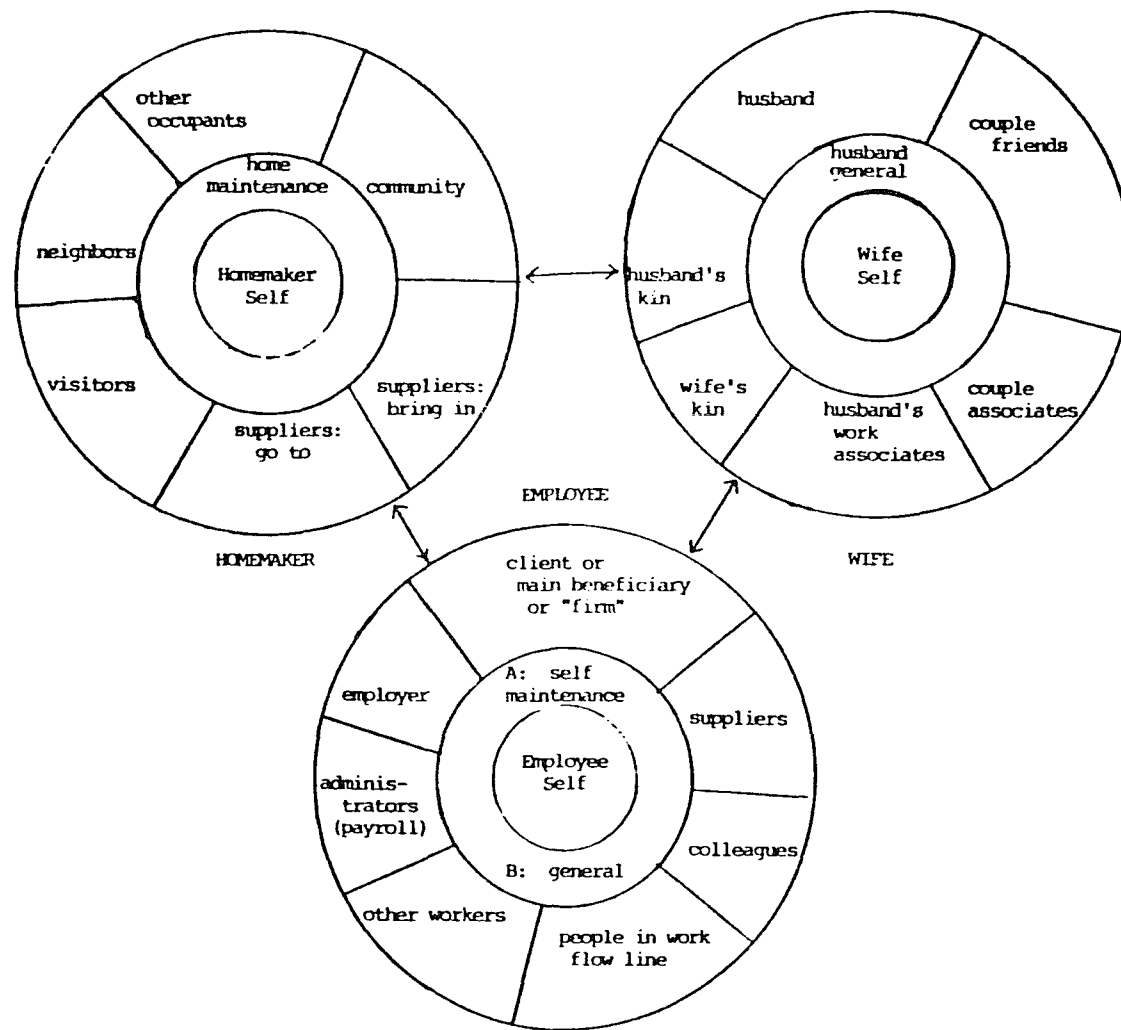 other
occupants
home
maintenance
community
neighbors
Homemaker
Self
visitors
suppliers:
bring in
suppliers:
go to
HOMEMAKER
husband
couple
friends
husband
general
Wife
Self
husband's
kin
wife's
kin
husband's
work
associates
couple
associates
WIFE
EMPLOYEE
client or
main beneficiary
or "firm"
A: self
maintenance
employer
suppliers
Employee
Self
adminis-
trators
(payroll)
colleagues
B: general
other workers
people in work
flow line